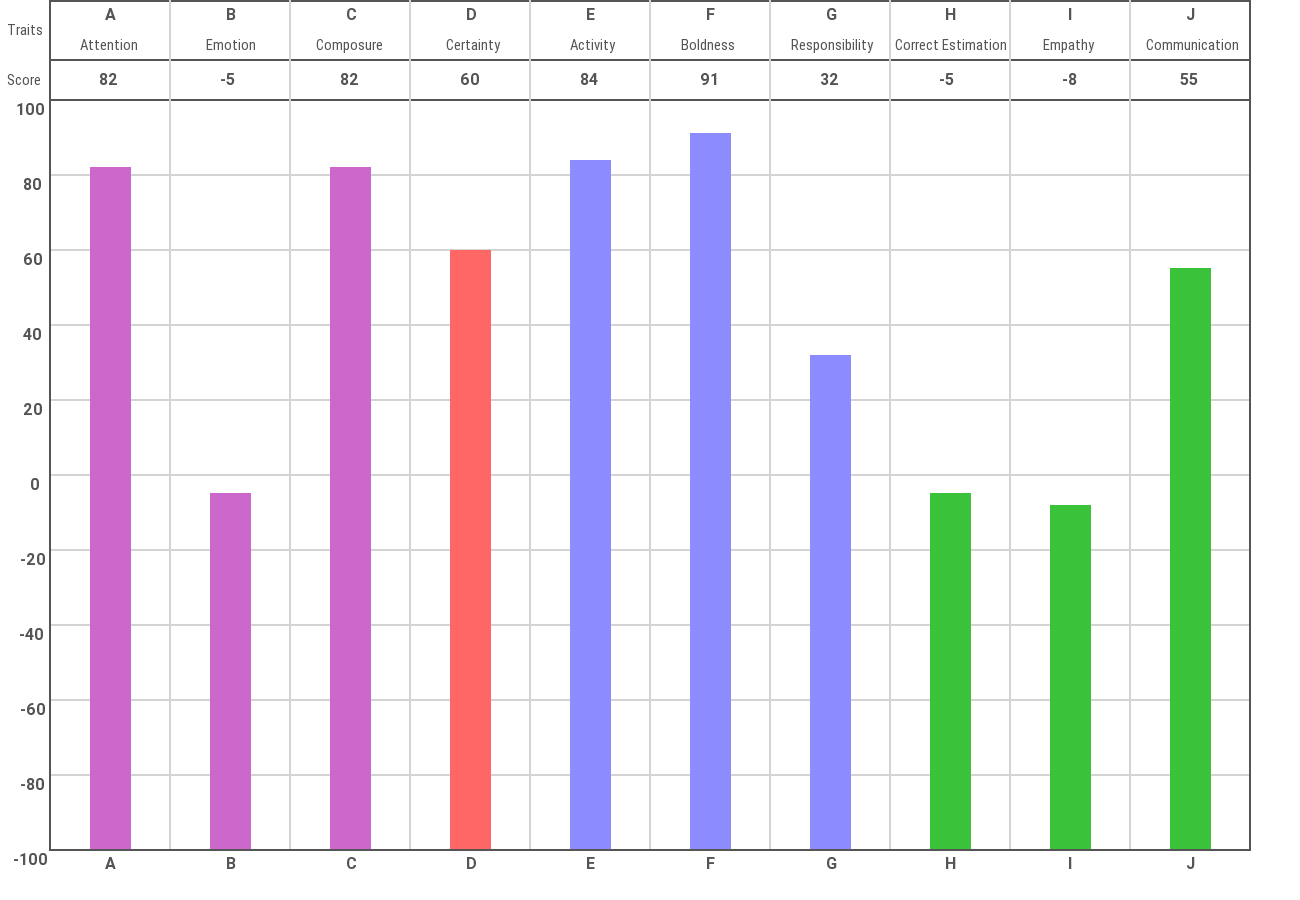 A B C D E F G H I J
Traits
Attention Emotion Composure Certainty Activity Boldness Responsibility Correct Estimation Empathy Communication
Score 82 -5 82 60 84 91 32 -5 -8 55
100
80
60
40
20
0
-20
-40
-60
-80
-100
A B C D E F G H I J